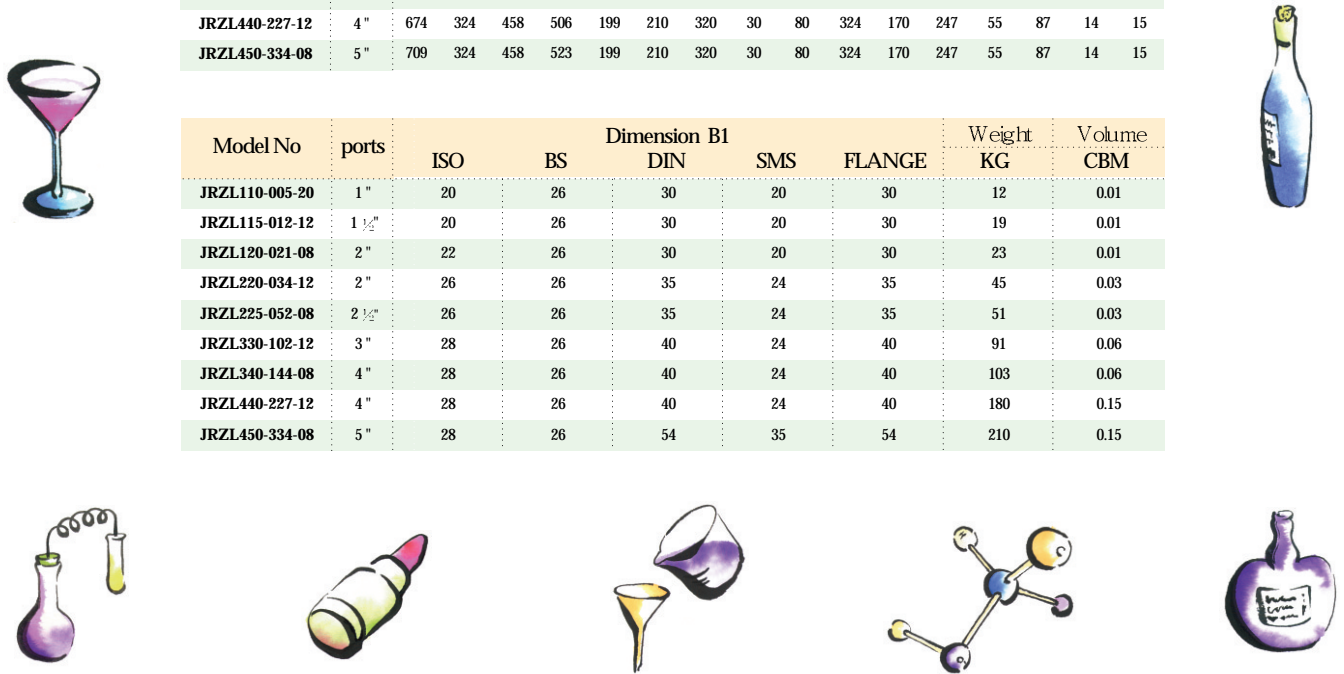 JRZL440-227-12 4" 674 324 458 506 199 210 320 30 80 324 170 247 55 87 14 15
JRZL450-334-08 5" 709 324 458 523 199 210 320 30 80 324 170 247 55 87 14 15
Model No ports Dimension B1 Weight Volume
ISO BS DIN SMS FLANGE KG CBM
JRZL110-005-20 1" 20 26 30 20 30 12 0.01
JRZL115-012-12 1 ½" 20 26 30 20 30 19 0.01
JRZL120-021-08 2" 22 26 30 20 30 23 0.01
JRZL220-034-12 2" 26 26 35 24 35 45 0.03
JRZL225-052-08 2 ½" 26 26 35 24 35 51 0.03
JRZL330-102-12 3" 28 26 40 24 40 91 0.06
JRZL340-144-08 4" 28 26 40 24 40 103 0.06
JRZL440-227-12 4" 28 26 40 24 40 180 0.15
JRZL450-334-08 5" 28 26 54 35 54 210 0.15